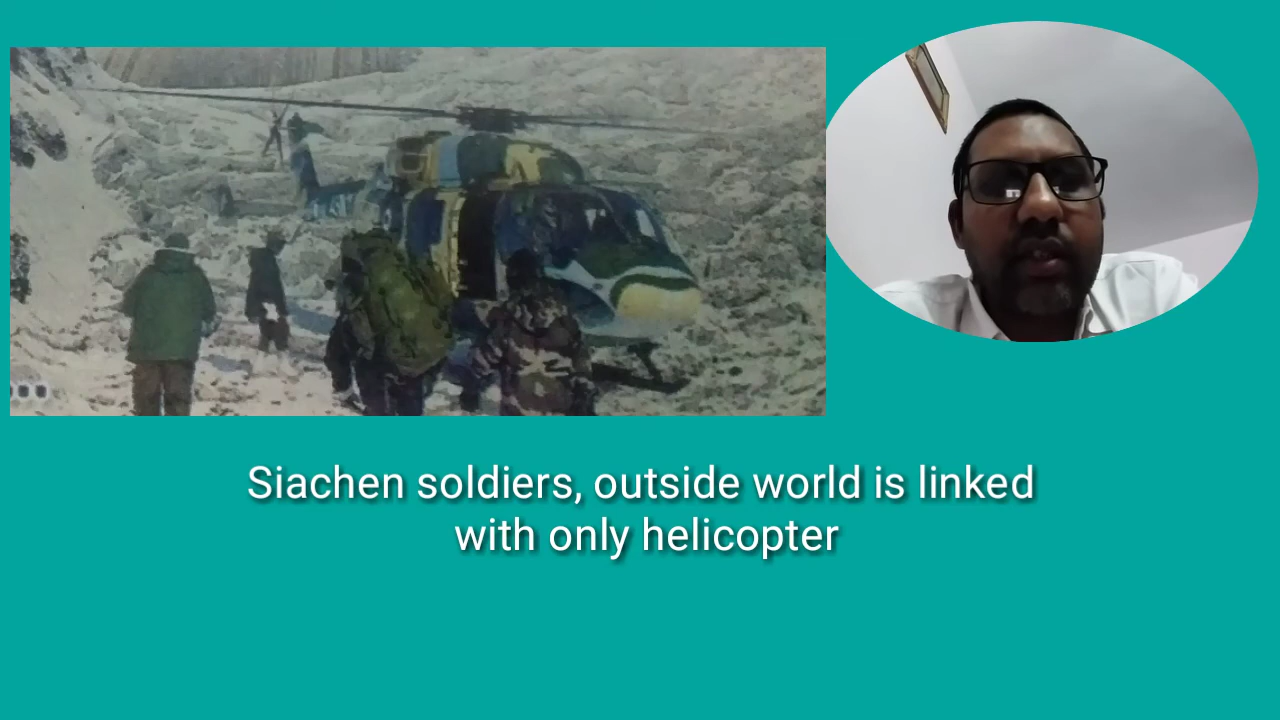 Siachen soldiers, outside world is linked
with only helicopter